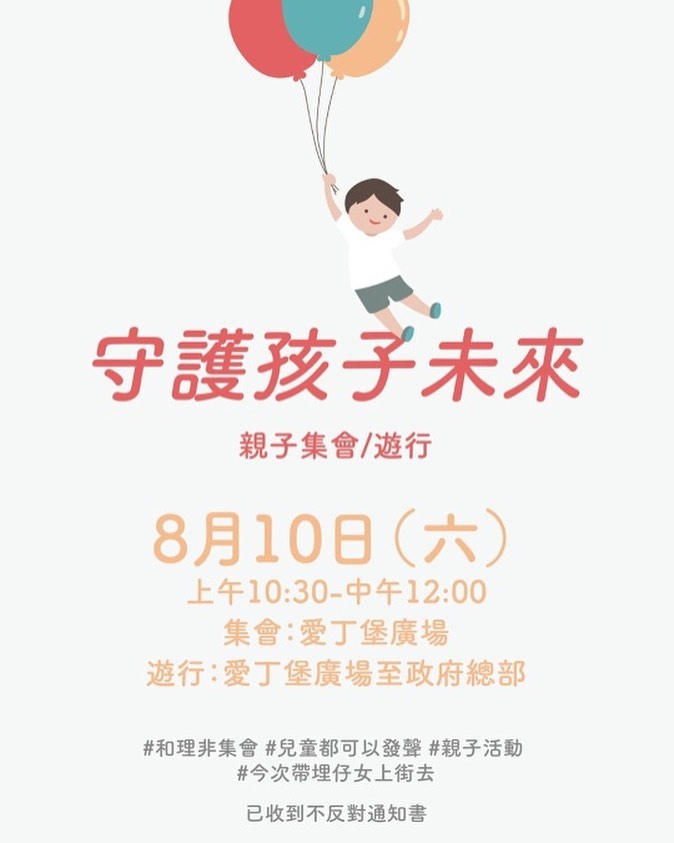 守護孩子未來
親子集會/遊行
8月10日(六)
上午10:30-中午12:00
集會:愛丁堡廣場
遊行:愛丁堡廣場至政府總部
#和理非集會 #兒童都可以發聲 #親子活動
#今次帶埋仔女上街去
已收到不反對通知書